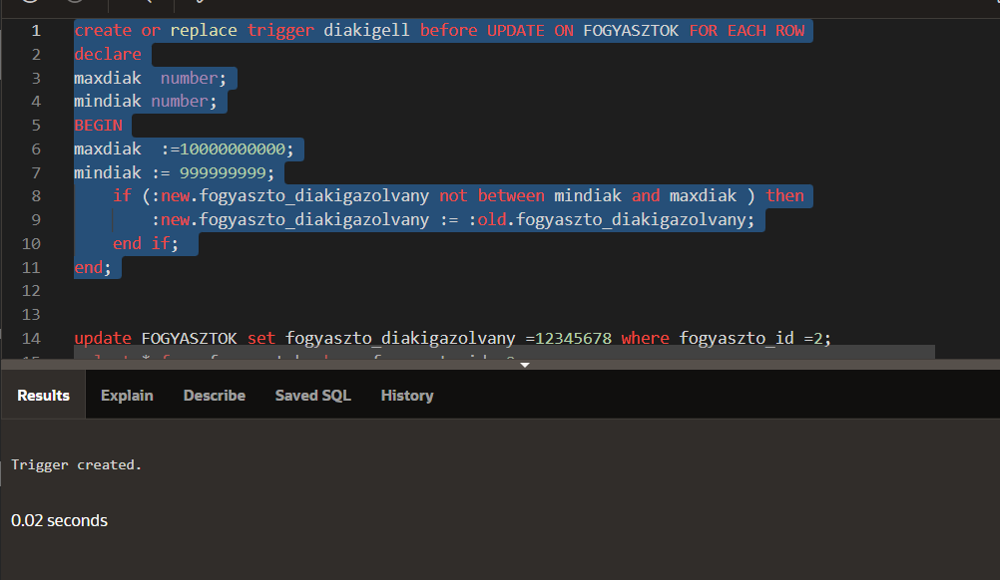 1 create or replace trigger diakigell before UPDATE ON FOGYASZTOK FOR EACH ROW
2 declare
3 maxdiak  number;
4 mindiak number;
5 BEGIN
6 maxdiak  :=10000000000;
7 mindiak := 999999999;
8     if (:new.fogyaszto_diakigazolvany not between mindiak and maxdiak ) then
9         :new.fogyaszto_diakigazolvany := :old.fogyaszto_diakigazolvany;
10     end if;
11 end;
12
13
14 update FOGYASZTOK set fogyaszto_diakigazolvany =12345678 where fogyaszto_id =2;
Results Explain Describe Saved SQL History
Trigger created.
0.02 seconds